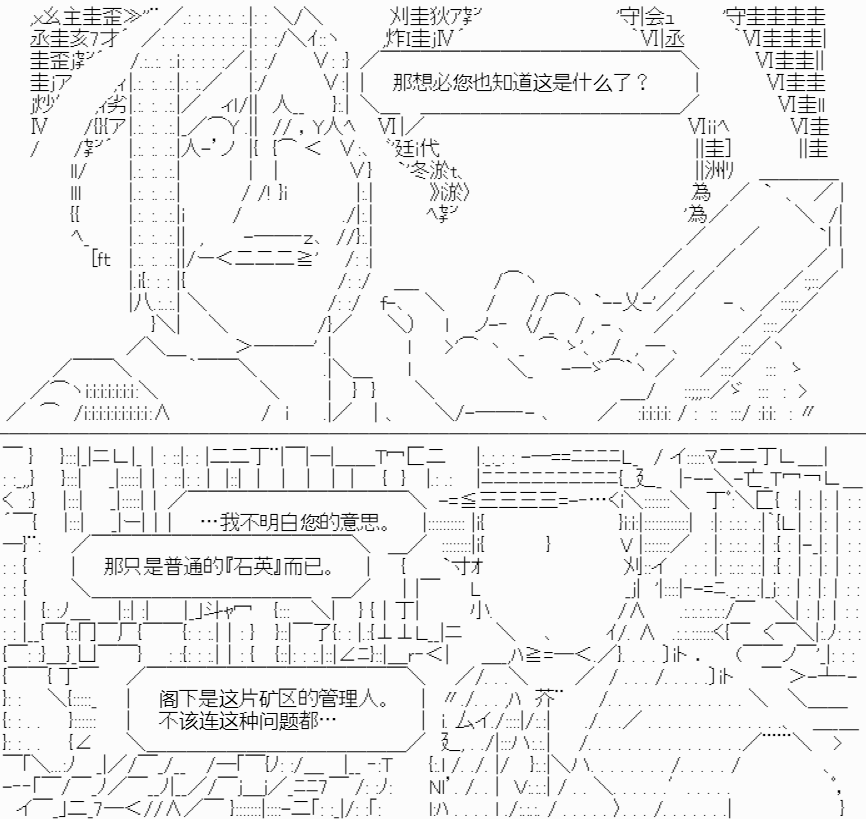 那想必您也知道这是什么了？
…我不明白您的意思。
那只是普通的『石英』而已。
阁下是这片矿区的管理人。
不该连这种问题都…